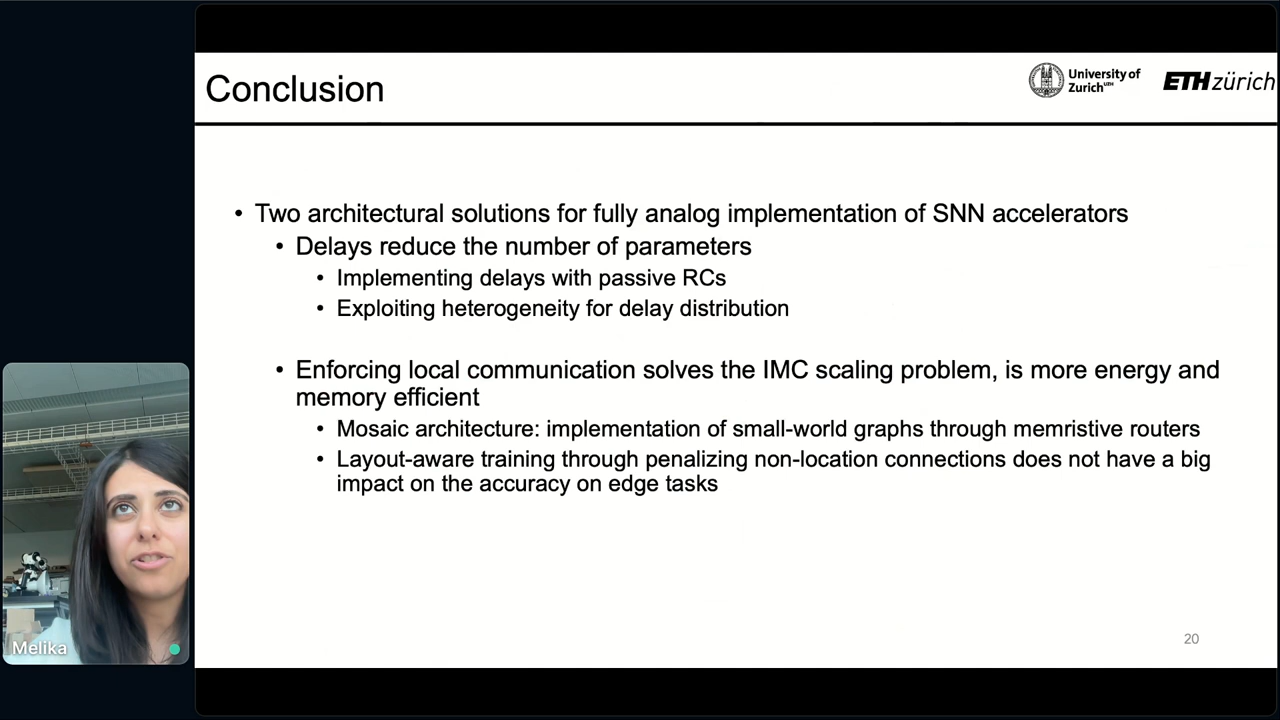 Conclusion
University of
Zurich UZH
ETH zürich
• Two architectural solutions for fully analog implementation of SNN accelerators
• Delays reduce the number of parameters
• Implementing delays with passive RCs
• Exploiting heterogeneity for delay distribution
• Enforcing local communication solves the IMC scaling problem, is more energy and
memory efficient
• Mosaic architecture: implementation of small-world graphs through memristive routers
• Layout-aware training through penalizing non-location connections does not have a big
impact on the accuracy on edge tasks
Melika
20